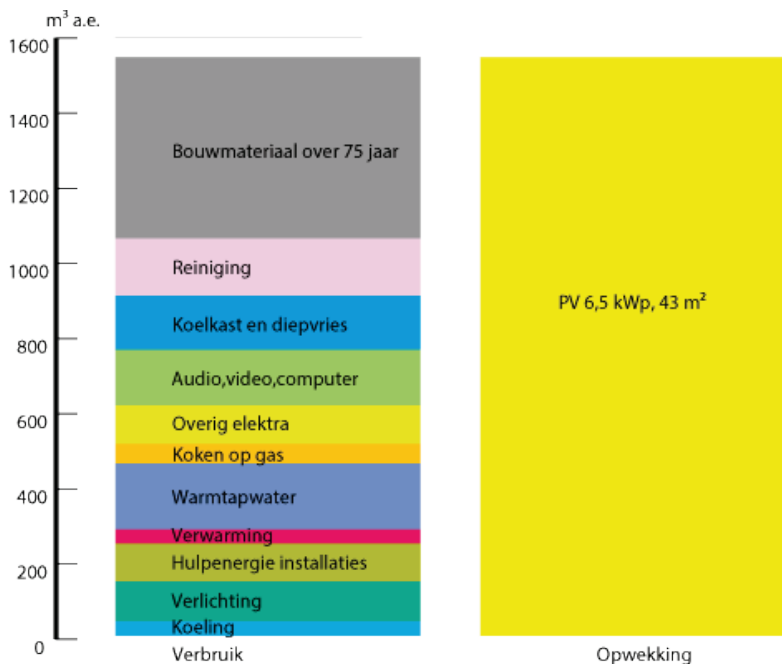 m³ a.e.
1600
1400
1200
1000
800
600
400
200
0
Bouwmateriaal over 75 jaar
Reiniging
Koelkast en diepvries
Audio,video,computer
Overig elektra
Koken op gas
Warmtapwater
Verwarming
Hulpenergie installaties
Verlichting
Koeling
Verbruik
PV 6,5 kWp, 43 m²
Opwekking